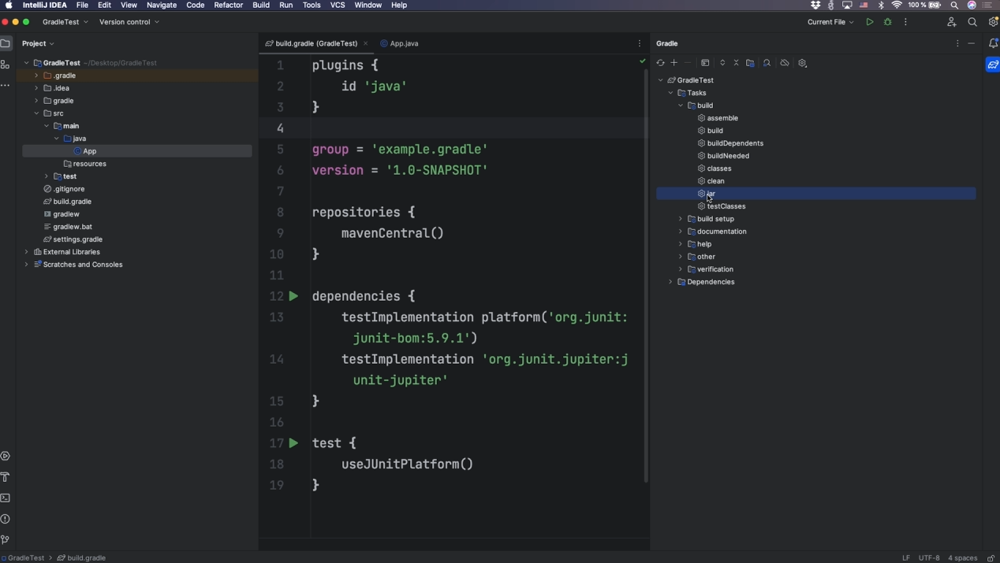 IntelliJ IDEA File Edit View Navigate Code Refactor Build Run Tools VCS Window Help 100 %
GradleTest Version control Current File
Project
build.gradle (GradleTest) App.java
Gradle
GradleTest ~/Desktop/GradleTest
.gradle
.idea
gradle
src
main
java
App
resources
test
.gitignore
build.gradle
gradlew
gradlew.bat
settings.gradle
External Libraries
Scratches and Consoles
1 plugins {
2 id 'java'
3 }
4
5 group = 'example.gradle'
6 version = '1.0-SNAPSHOT'
7
8 repositories {
9 mavenCentral()
10 }
11
12 dependencies {
13 testImplementation platform('org.junit:
junit-bom:5.9.1')
14 testImplementation 'org.junit.jupiter:j
unit-jupiter'
15 }
16
17 test {
18 useJUnitPlatform()
19 }
GradleTest
Tasks
build
assemble
build
buildDependents
buildNeeded
classes
clean
jar
testClasses
build setup
documentation
help
other
verification
Dependencies
GradleTest > build.gradle LF UTF-8 4 spaces